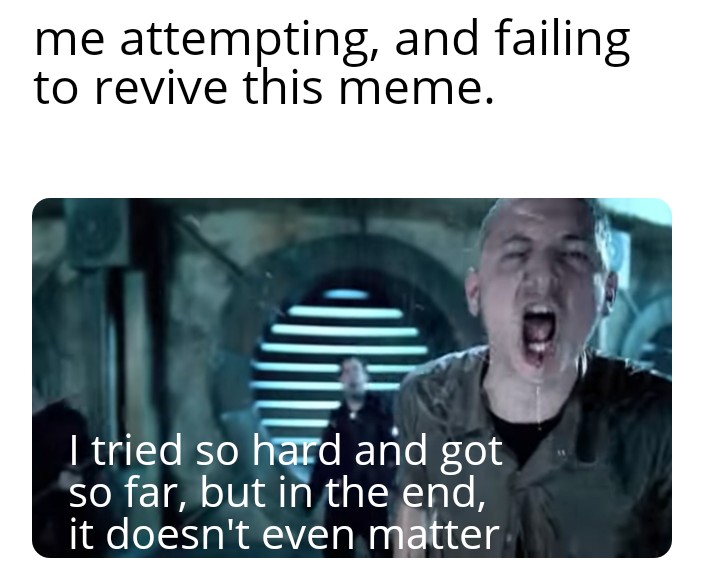 me attempting, and failing
to revive this meme.
I tried so hard and got
so far, but in the end,
it doesn't even matter